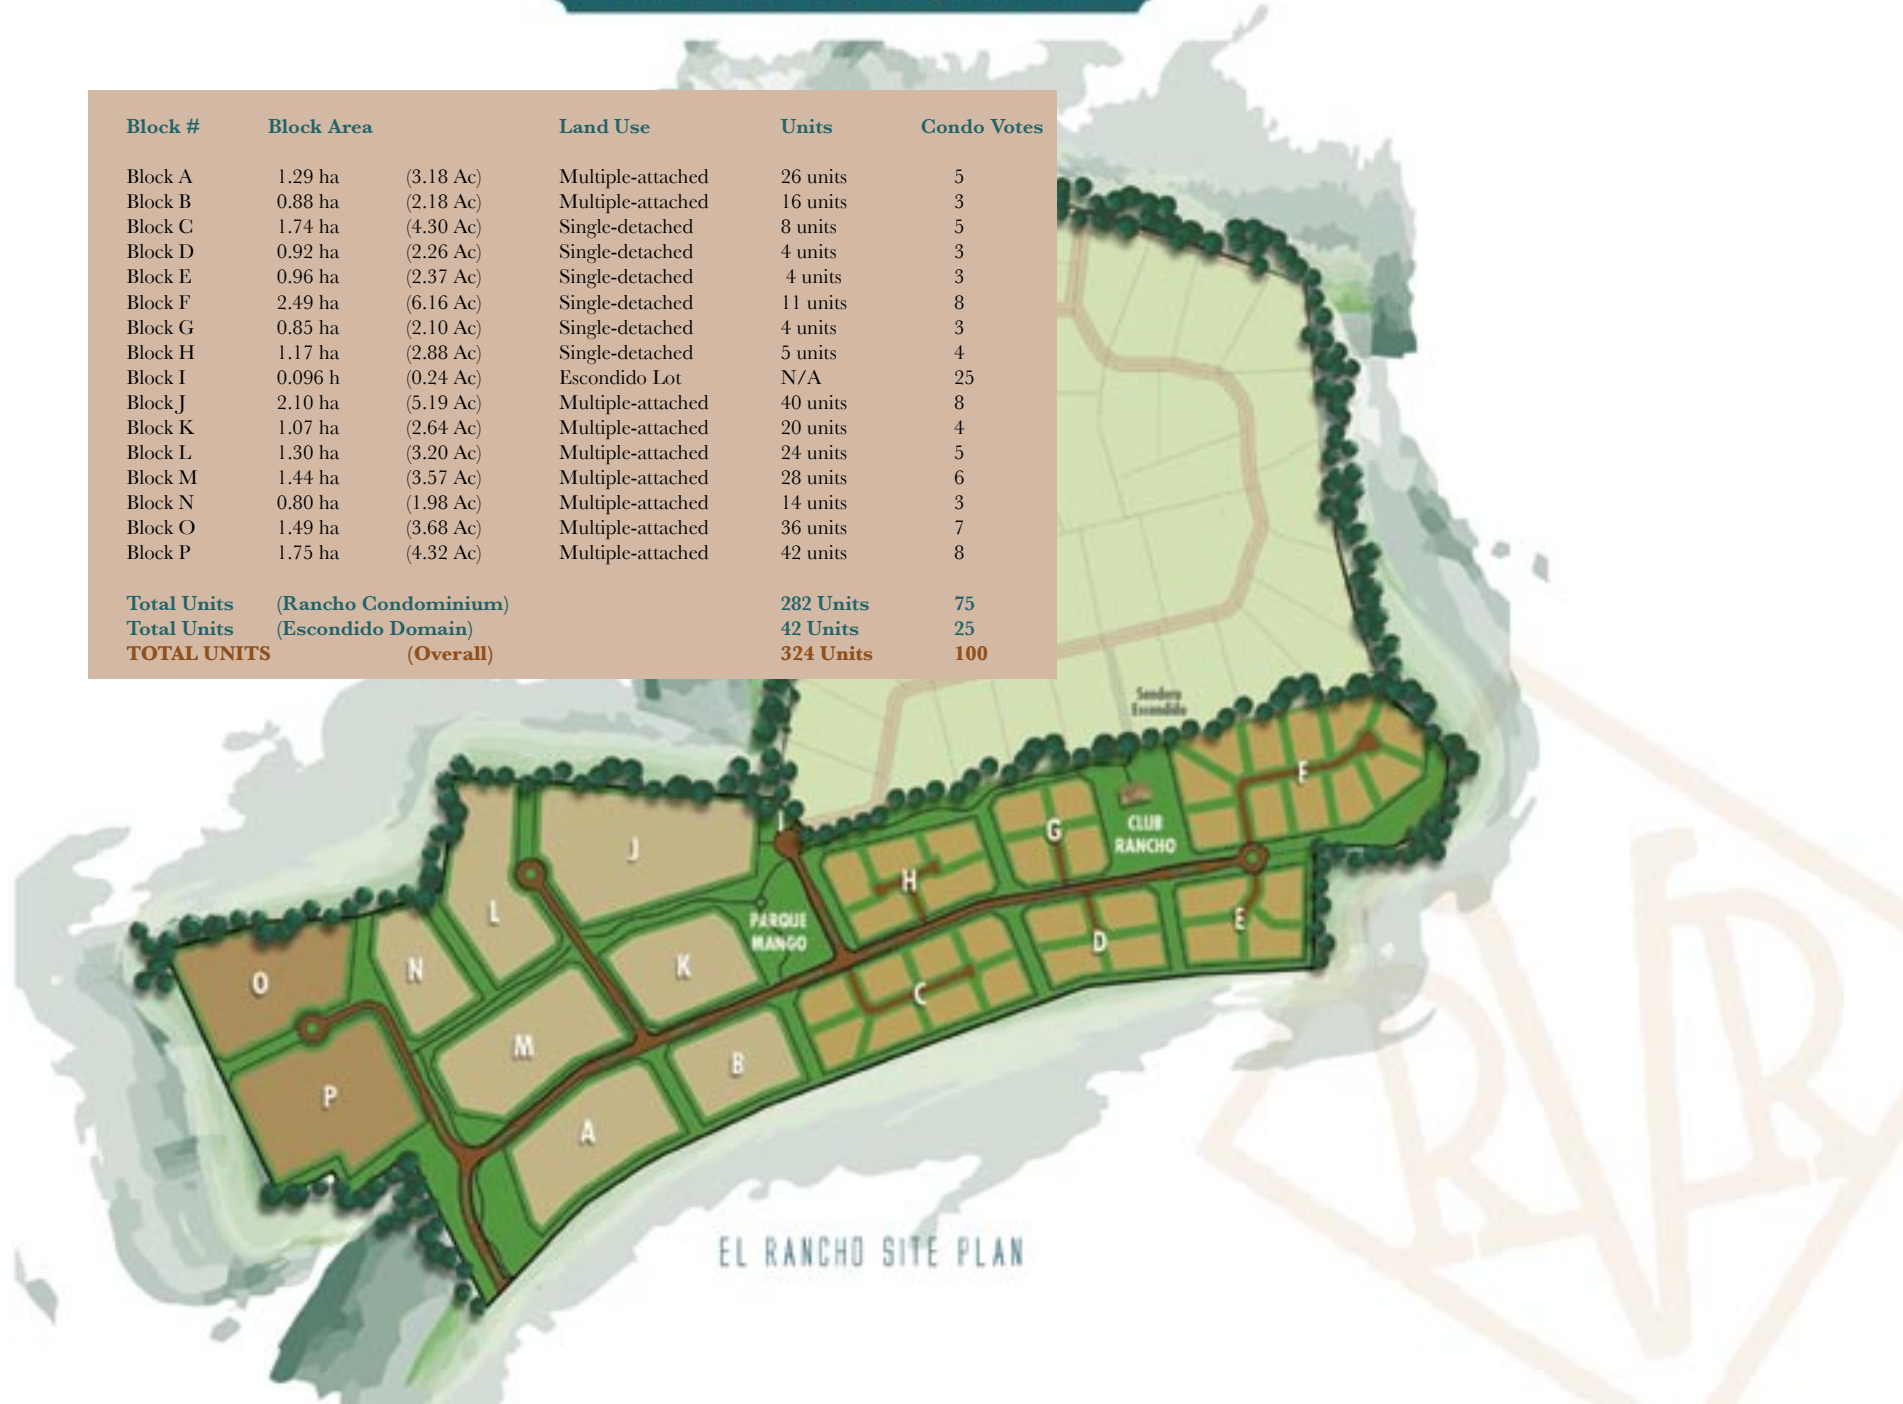 Block # Block Area Land Use Units Condo Votes
Block A 1.29 ha (3.18 Ac) Multiple-attached 26 units 5
Block B 0.88 ha (2.18 Ac) Multiple-attached 16 units 3
Block C 1.74 ha (4.30 Ac) Single-detached 8 units 5
Block D 0.92 ha (2.26 Ac) Single-detached 4 units 3
Block E 0.96 ha (2.37 Ac) Single-detached 4 units 3
Block F 2.49 ha (6.16 Ac) Single-detached 11 units 8
Block G 0.85 ha (2.10 Ac) Single-detached 4 units 3
Block H 1.17 ha (2.88 Ac) Single-detached 5 units 4
Block I 0.096 h (0.24 Ac) Escondido Lot N/A 25
Block J 2.10 ha (5.19 Ac) Multiple-attached 40 units 8
Block K 1.07 ha (2.64 Ac) Multiple-attached 20 units 4
Block L 1.30 ha (3.20 Ac) Multiple-attached 24 units 5
Block M 1.44 ha (3.57 Ac) Multiple-attached 28 units 6
Block N 0.80 ha (1.98 Ac) Multiple-attached 14 units 3
Block O 1.49 ha (3.68 Ac) Multiple-attached 36 units 7
Block P 1.75 ha (4.32 Ac) Multiple-attached 42 units 8
Total Units (Rancho Condominium) 282 Units 75
Total Units (Escondido Domain) 42 Units 25
TOTAL UNITS (Overall) 324 Units 100
Sendero
Escondido
F
I
CLUB
RANCHO
G
J
H
L
PARQUE
MANGO
E
D
K
N
O
C
M
B
P
A
EL RANCHO SITE PLAN
RVR